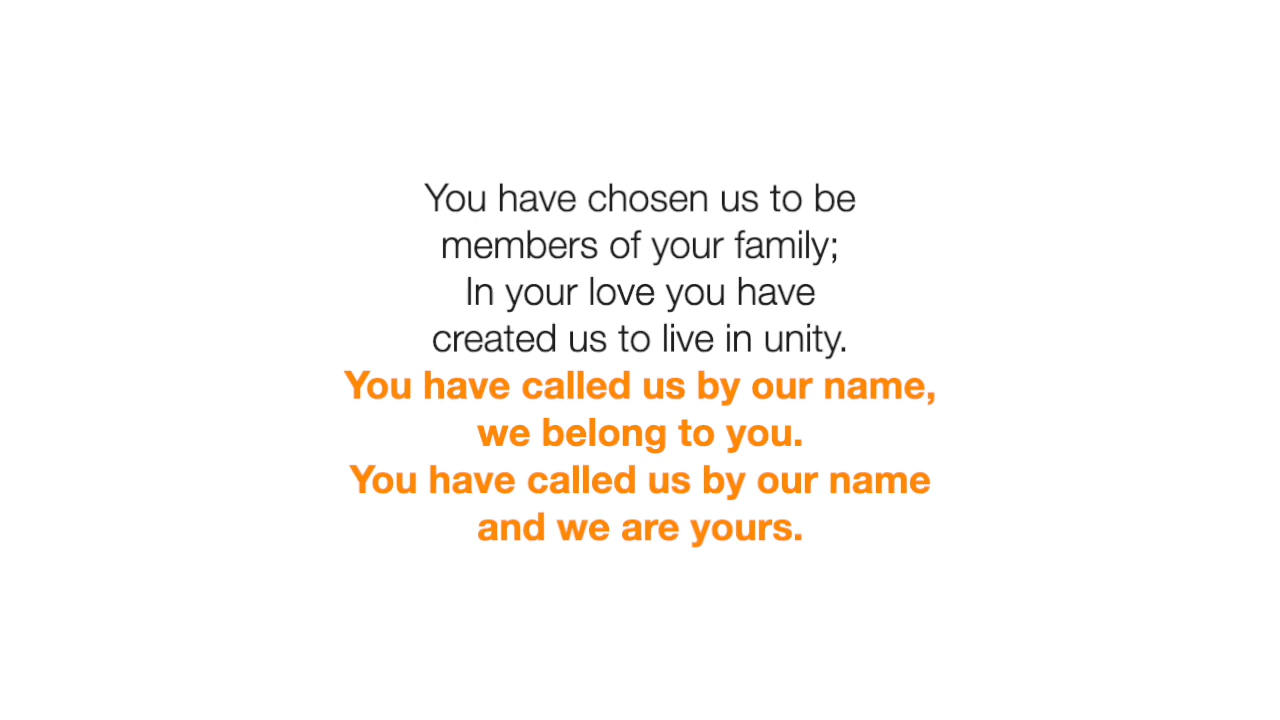 You have chosen us to be
members of your family;
In your love you have
created us to live in unity.
You have called us by our name,
we belong to you.
You have called us by our name
and we are yours.